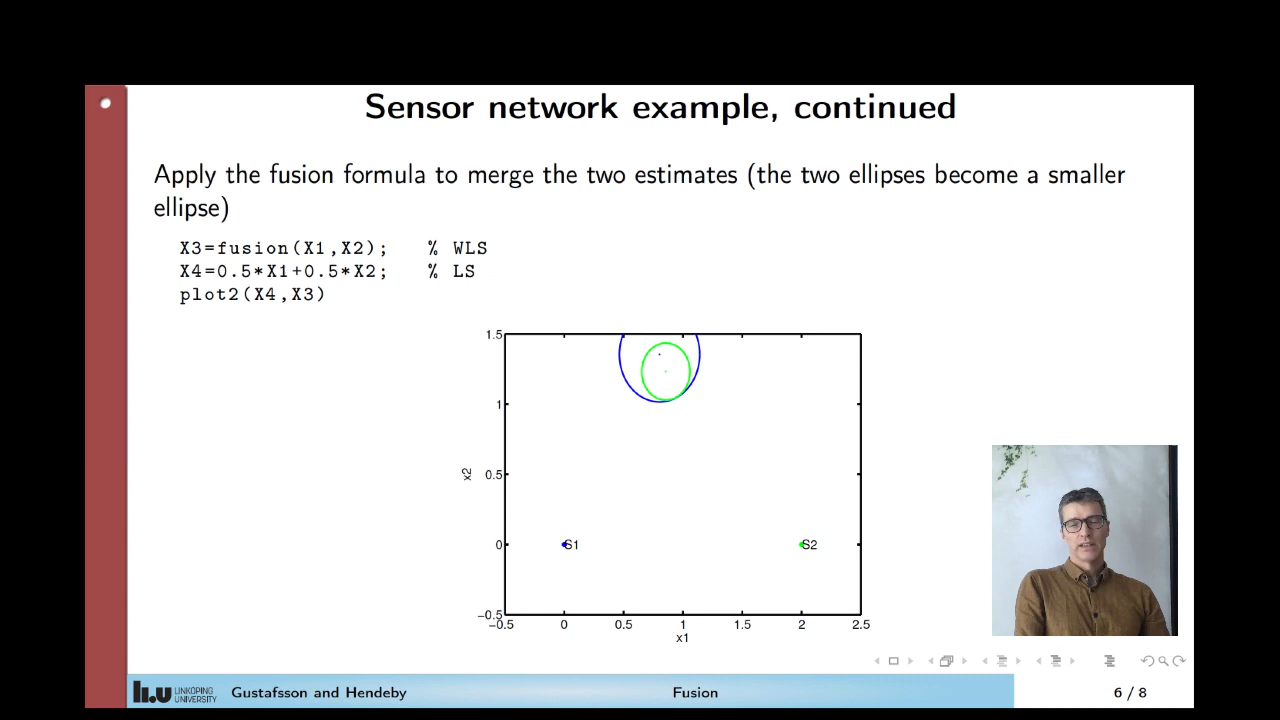 Sensor network example, continued
Apply the fusion formula to merge the two estimates (the two ellipses become a smaller
ellipse)
X3=fusion(X1,X2);   % WLS
X4=0.5*X1+0.5*X2;   % LS
plot2(X4,X3)
1.5
1
0.5
0
−0.5
x2
S1
S2
−0.5 0 0.5 1 1.5 2 2.5
x1
LIU LINKÖPING
UNIVERSITY
Gustafsson and Hendeby
Fusion
6 / 8